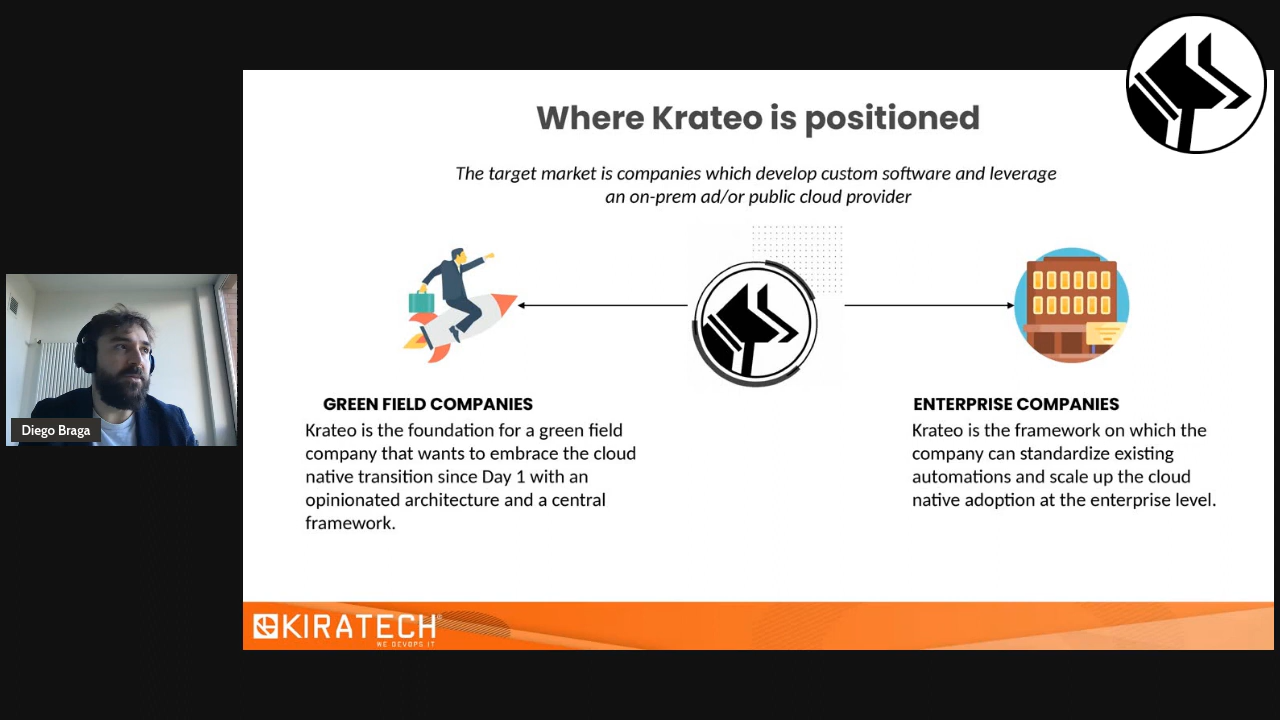 Where Krateo is positioned
The target market is companies which develop custom software and leverage
an on-prem ad/or public cloud provider
GREEN FIELD COMPANIES
Krateo is the foundation for a green field
company that wants to embrace the cloud
native transition since Day 1 with an
opinionated architecture and a central
framework.
ENTERPRISE COMPANIES
Krateo is the framework on which the
company can standardize existing
automations and scale up the cloud
native adoption at the enterprise level.
Diego Braga
KIRATECH
WE DEVOPS IT